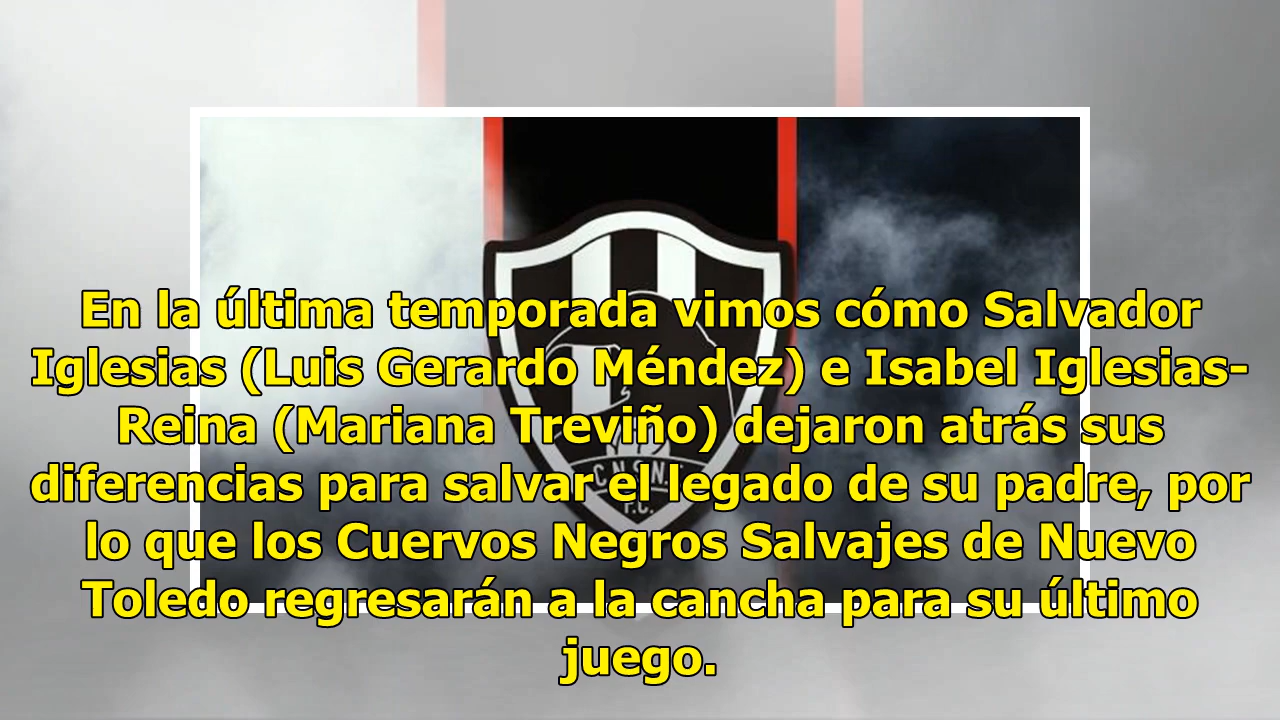 En la última temporada vimos cómo Salvador
Iglesias (Luis Gerardo Méndez) e Isabel Iglesias-
Reina (Mariana Treviño) dejaron atrás sus
diferencias para salvar el legado de su padre, por
lo que los Cuervos Negros Salvajes de Nuevo
Toledo regresarán a la cancha para su último
juego.
F.C.